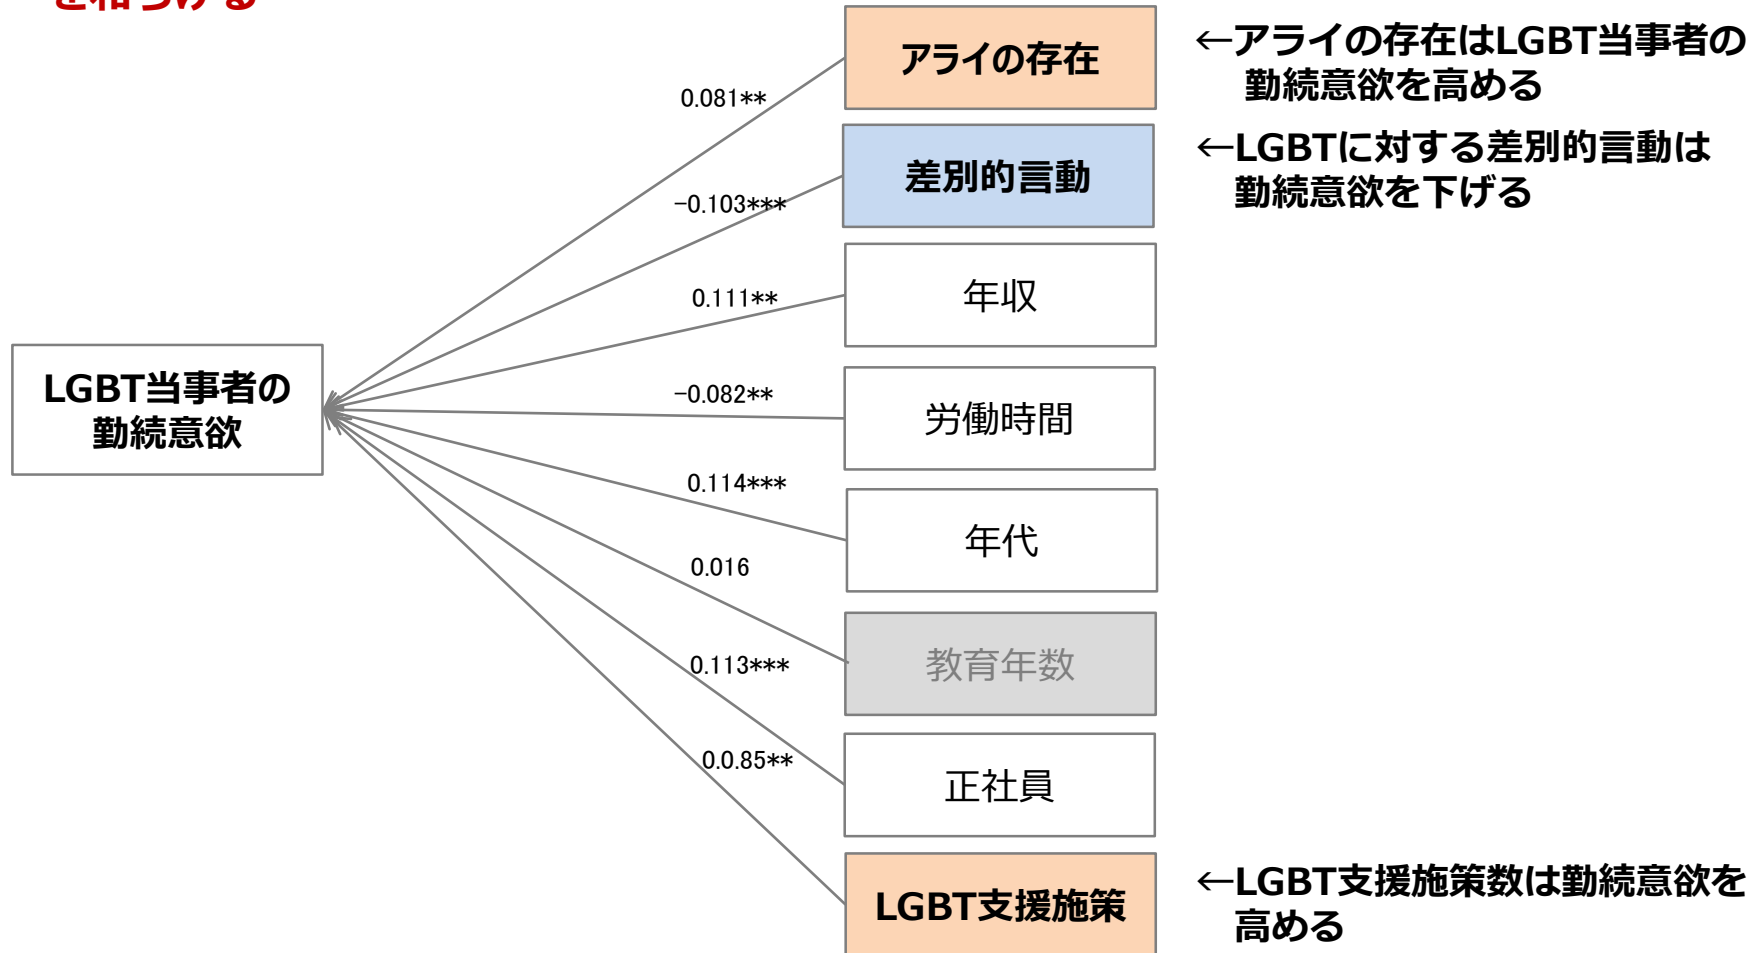 を和らげる
アライの存在
←アライの存在はLGBT当事者の
勤続意欲を高める
0.081**
差別的言動
←LGBTに対する差別的言動は
勤続意欲を下げる
-0.103***
年収
0.111**
LGBT当事者の
勤続意欲
労働時間
-0.082**
年代
0.114***
教育年数
0.016
正社員
0.113***
LGBT支援施策
0.0.85**
←LGBT支援施策数は勤続意欲を
高める